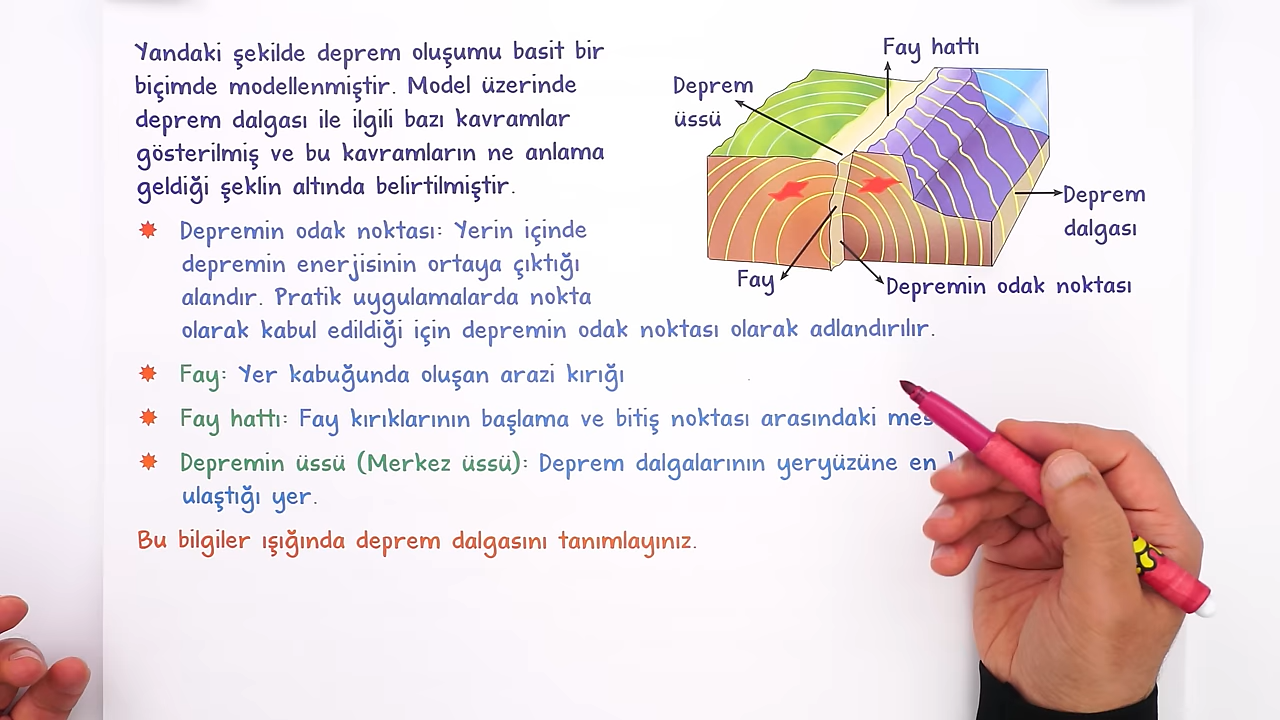 Yandaki şekilde deprem oluşumu basit bir
biçimde modellenmiştir. Model üzerinde
deprem dalgası ile ilgili bazı kavramlar
gösterilmiş ve bu kavramların ne anlama
geldiği şeklin altında belirtilmiştir.
Fay hattı
Deprem
üssü
Deprem
dalgası
Fay
Depremin odak noktası
Depremin odak noktası: Yerin içinde
depremin enerjisinin ortaya çıktığı
alandır. Pratik uygulamalarda nokta
olarak kabul edildiği için depremin odak noktası olarak adlandırılır.
Fay: Yer kabuğunda oluşan arazi kırığı
Fay hattı: Fay kırıklarının başlama ve bitiş noktası arasındaki
Depremin üssü (Merkez üssü): Deprem dalgalarının yeryüzüne en
ulaştığı yer.
Bu bilgiler ışığında deprem dalgasını tanımlayınız.